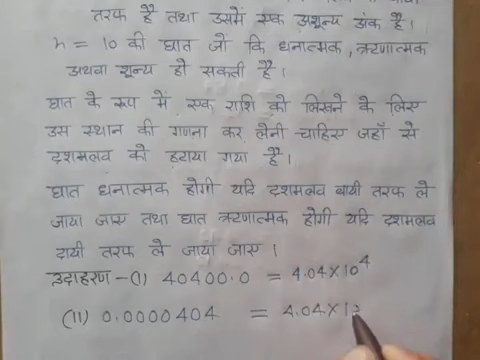 तरफ है तथा उसमें एक अशून्य अंक है।
n = 10 की घात जो कि धनात्मक, ऋणात्मक
अथवा शून्य हो सकती है।
घात के रूप में एक राशि को लिखने के लिए
उस स्थान की गणना कर लेनी चाहिए जहाँ से
दशमलव को हटाया गया है।
घात धनात्मक होगी यदि दशमलव बायी तरफ ले
जाया जाए तथा घात ऋणात्मक होगी यदि दशमलव
दायी तरफ ले जाया जाए।
उदाहरण - (I) 40400.0 = 4.04×10⁴
(II) 0.0000404 = 4.04×1